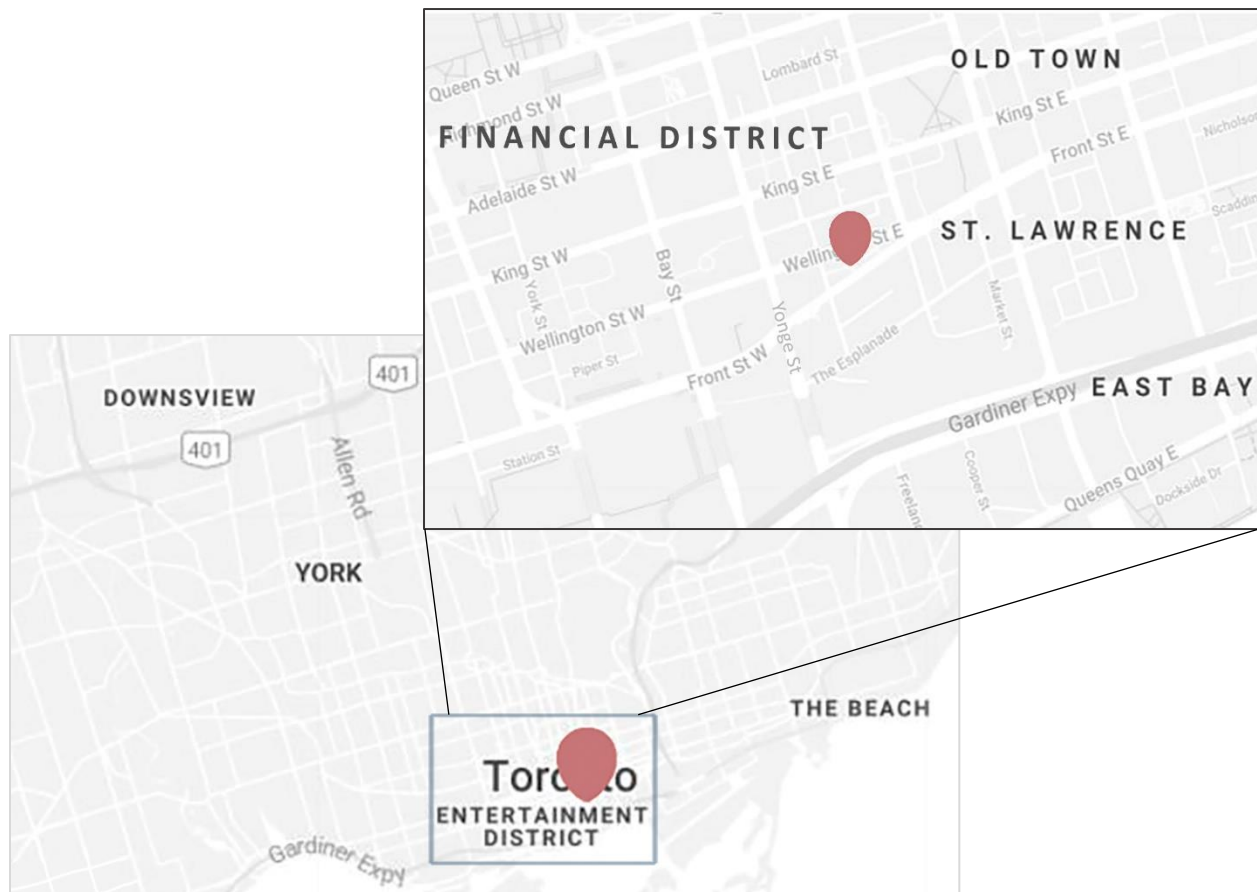 OLD TOWN
Lombard St
Queen St W
Richmond St W
King St E
FINANCIAL DISTRICT
Front St E
Adelaide St W
King St E
ST. LAWRENCE
St E
King St W
Bay St
York St
Wellington St W
Yonge St
Market St
The Esplanade
Piper St
Front St W
EAST BAY
Gardiner Expy
Station St
Cooper St
Queens Quay E
Dockside Dr
401
DOWNSVIEW
401
Allen Rd
YORK
THE BEACH
ENTERTAINMENT
DISTRICT
Gardiner Expy